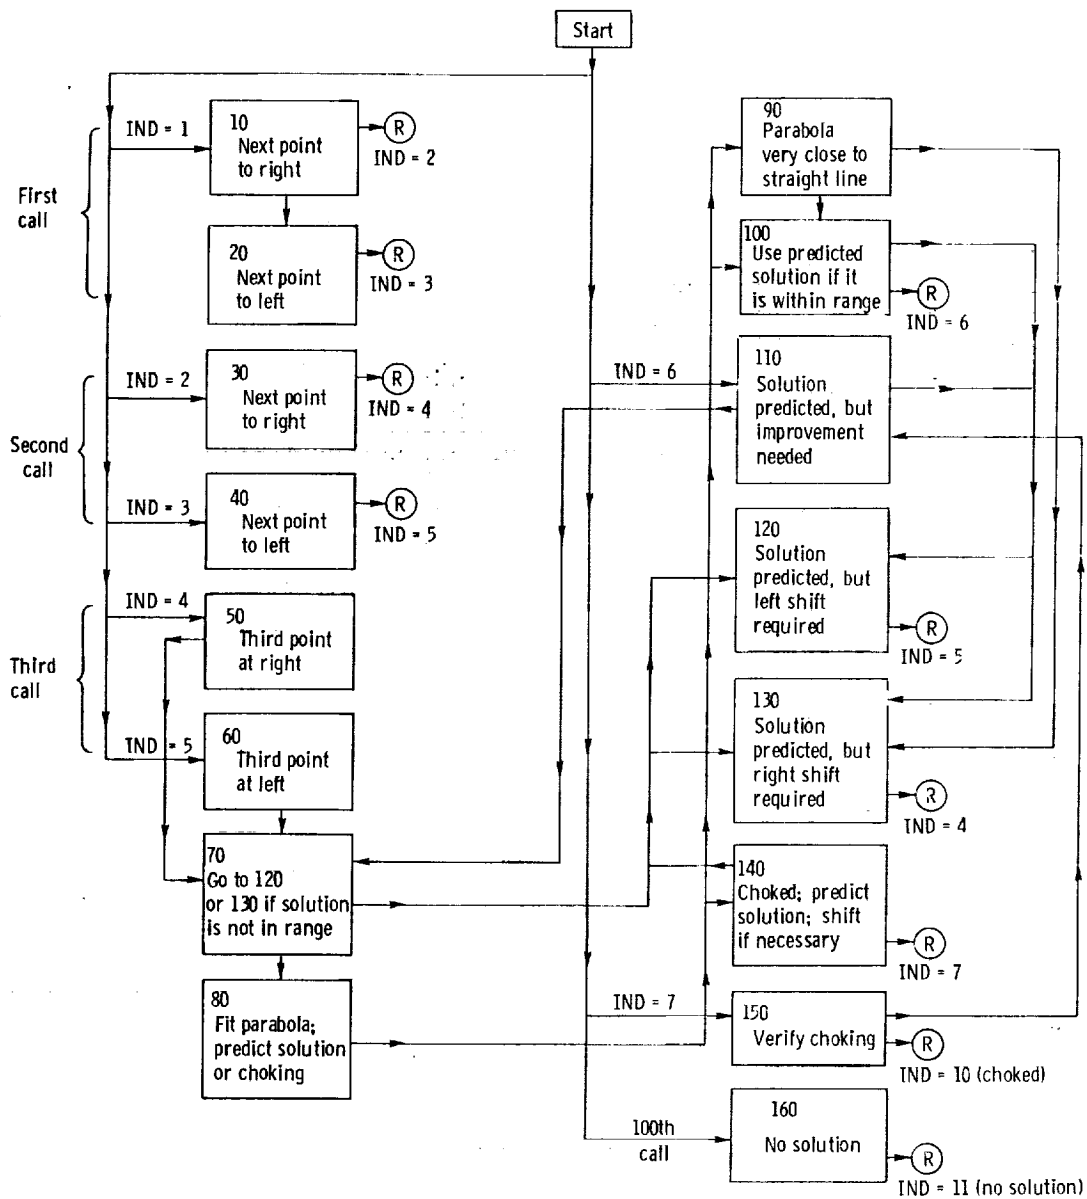 Start
First
call
IND = 1
10
Next point
to right
R
IND = 2
20
Next point
to left
R
IND = 3
Second
call
IND = 2
30
Next point
to right
R
IND = 4
IND = 3
40
Next point
to left
R
IND = 5
Third
call
IND = 4
50
Third point
at right
IND = 5
60
Third point
at left
70
Go to 120
or 130 if solution
is not in range
80
Fit parabola;
predict solution
or choking
90
Parabola
very close to
straight line
100
Use predicted
solution if it
is within range
R
IND = 6
IND = 6
110
Solution
predicted, but
improvement
needed
120
Solution
predicted, but
left shift
required
R
IND = 5
130
Solution
predicted, but
right shift
required
R
IND = 4
140
Choked; predict
solution; shift
if necessary
R
IND = 7
IND = 7
150
Verify choking
R
IND = 10 (choked)
100th
call
160
No solution
R
IND = 11 (no solution)